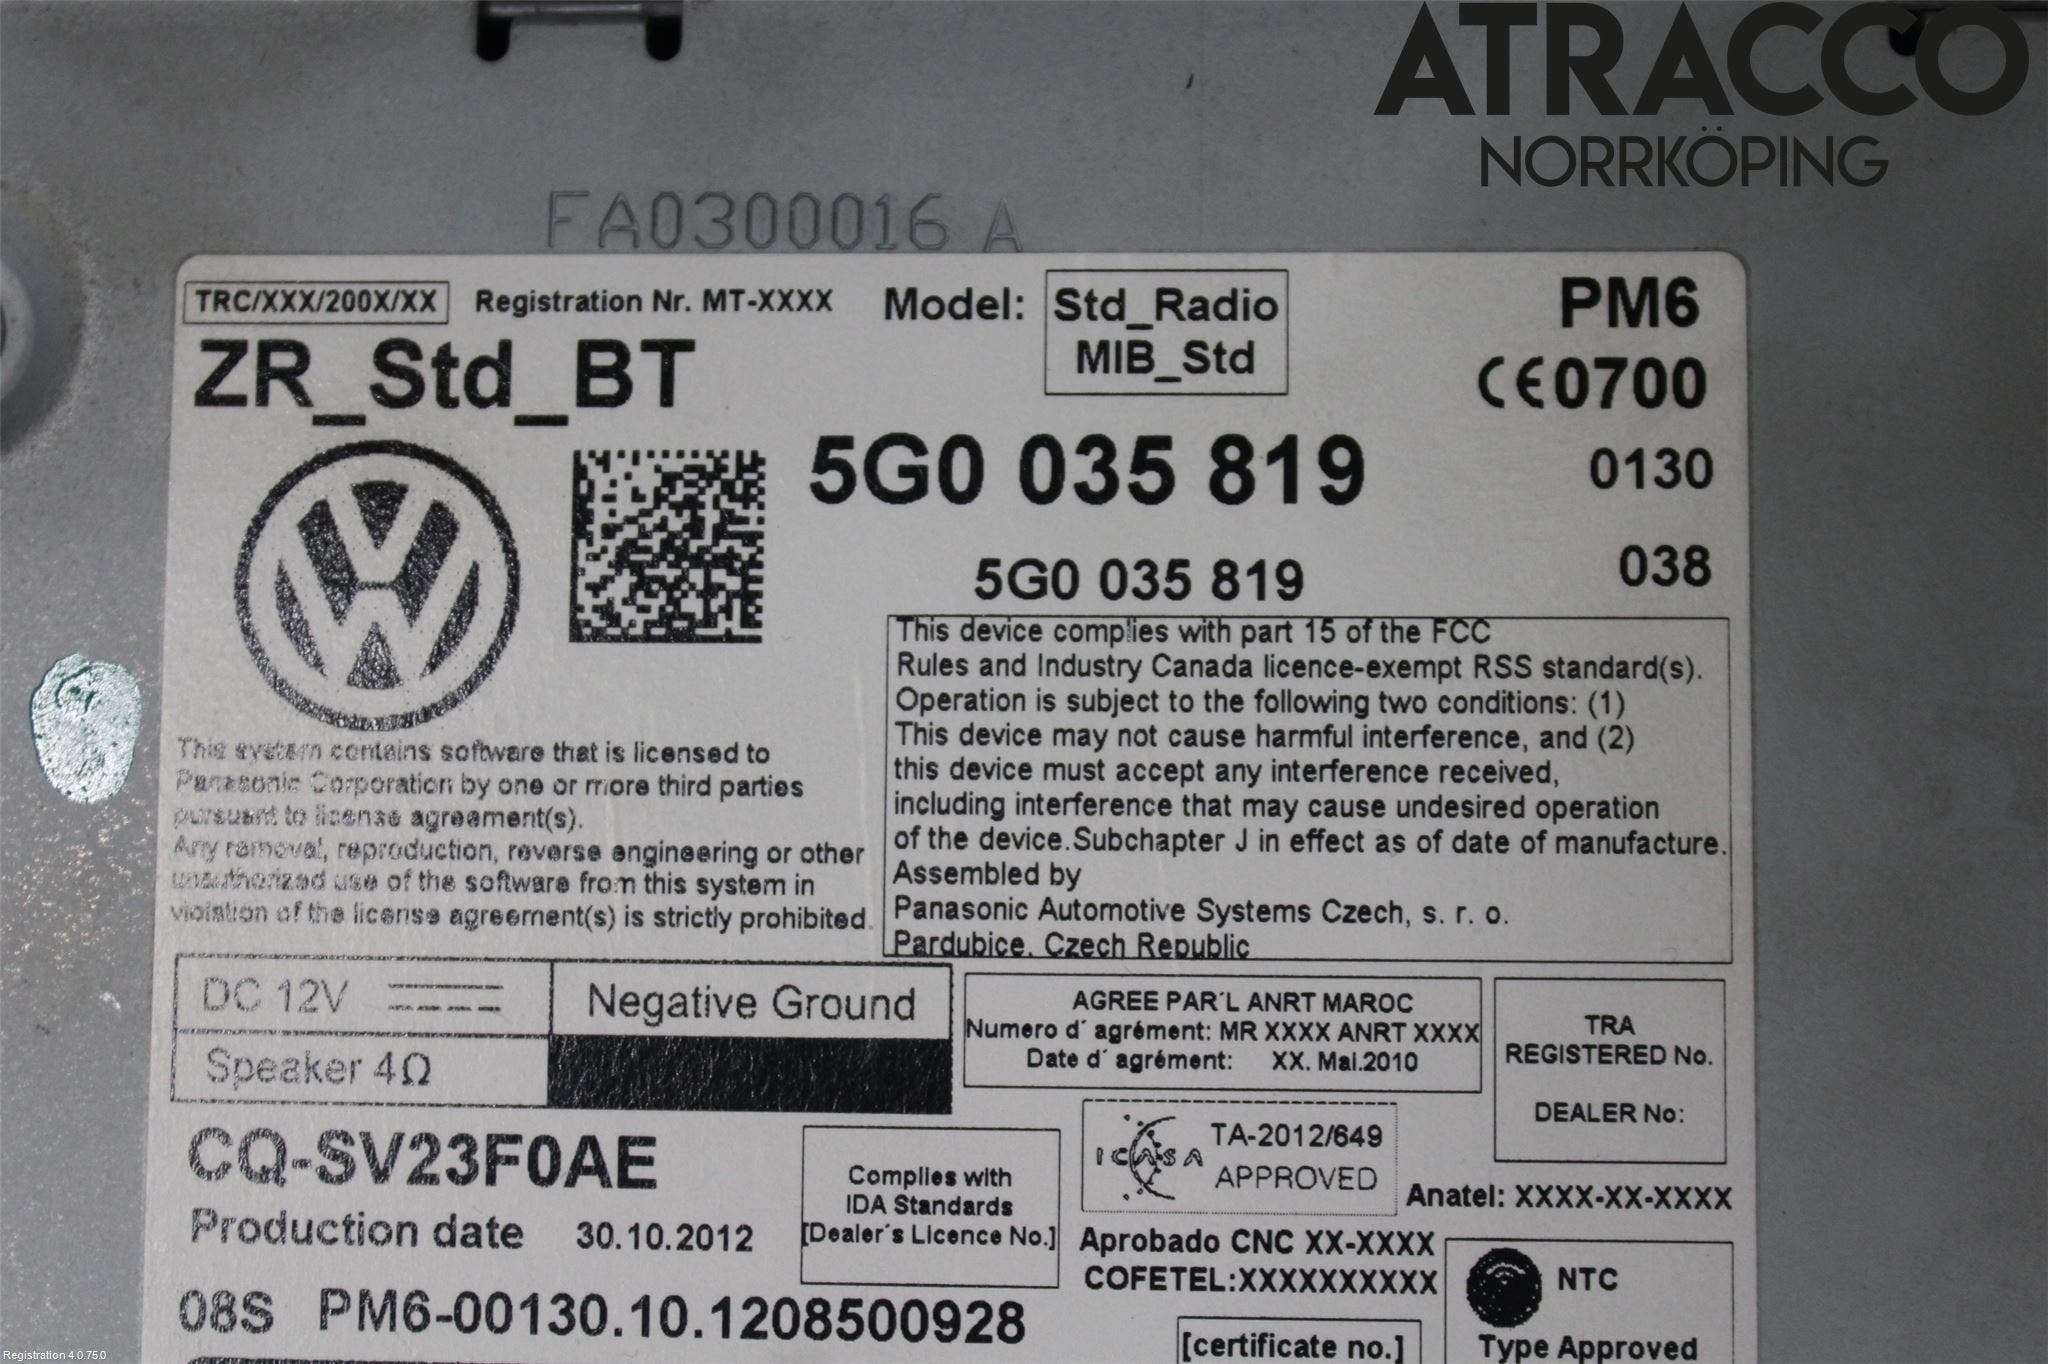 ATRACCO
NORRKÖPING
FA0300016 A
TRC/XXX/200X/XX Registration Nr. MT-XXXX Model: Std_Radio PM6
MIB_Std
ZR_Std_BT
CE0700
5G0 035 819 0130
5G0 035 819 038
This device complies with part 15 of the FCC
Rules and Industry Canada licence-exempt RSS standard(s).
Operation is subject to the following two conditions: (1)
This device may not cause harmful interference, and (2)
this device must accept any interference received,
including interference that may cause undesired operation
of the device.Subchapter J in effect as of date of manufacture.
Assembled by
Panasonic Automotive Systems Czech, s. r. o.
Pardubice, Czech Republic
This system contains software that is licensed to
Panasonic Corporation by one or more third parties
pursuant to license agreement(s).
Any removal, reproduction, reverse engineering or other
unauthorized use of the software from this system in
violation of the license agreement(s) is strictly prohibited.
DC 12V Negative Ground
Speaker 4Ω
AGREE PAR´L ANRT MAROC
Numero d´ agrément: MR XXXX ANRT XXXX
Date d´ agrément: XX. Mai.2010
TRA
REGISTERED No.
DEALER No:
CQ-SV23F0AE
Production date 30.10.2012
Complies with
IDA Standards
[Dealer´s Licence No.]
ICASA TA-2012/649
APPROVED
Anatel: XXXX-XX-XXXX
Aprobado CNC XX-XXXX
COFETEL:XXXXXXXXXX
NTC
Type Approved
08S PM6-00130.10.1208500928
[certificate no.]
Registration 4.0.75.0